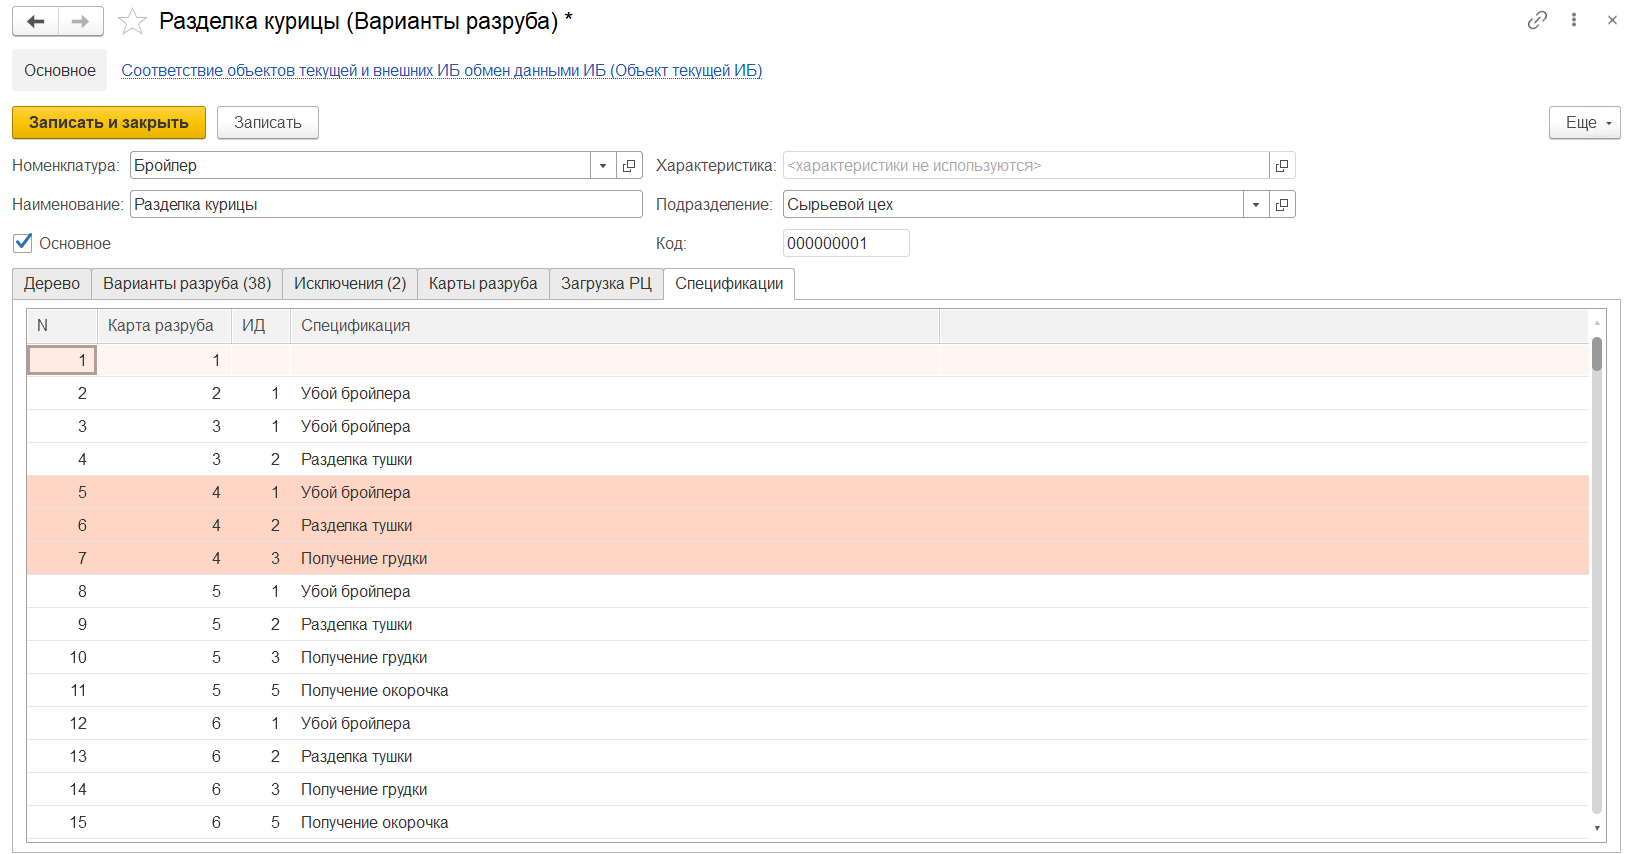 Разделка курицы (Варианты разруба) *
Основное Соответствие объектов текущей и внешних ИБ обмен данными ИБ (Объект текущей ИБ)
Записать и закрыть Записать Еще
Номенклатура: Бройлер Характеристика: <характеристики не используются>
Наименование: Разделка курицы Подразделение: Сырьевой цех
Основное Код: 000000001
Дерево Варианты разруба (38) Исключения (2) Карты разруба Загрузка РЦ Спецификации
N Карта разруба ИД Спецификация
1 1
2 2 1 Убой бройлера
3 3 1 Убой бройлера
4 3 2 Разделка тушки
5 4 1 Убой бройлера
6 4 2 Разделка тушки
7 4 3 Получение грудки
8 5 1 Убой бройлера
9 5 2 Разделка тушки
10 5 3 Получение грудки
11 5 5 Получение окорочка
12 6 1 Убой бройлера
13 6 2 Разделка тушки
14 6 3 Получение грудки
15 6 5 Получение окорочка